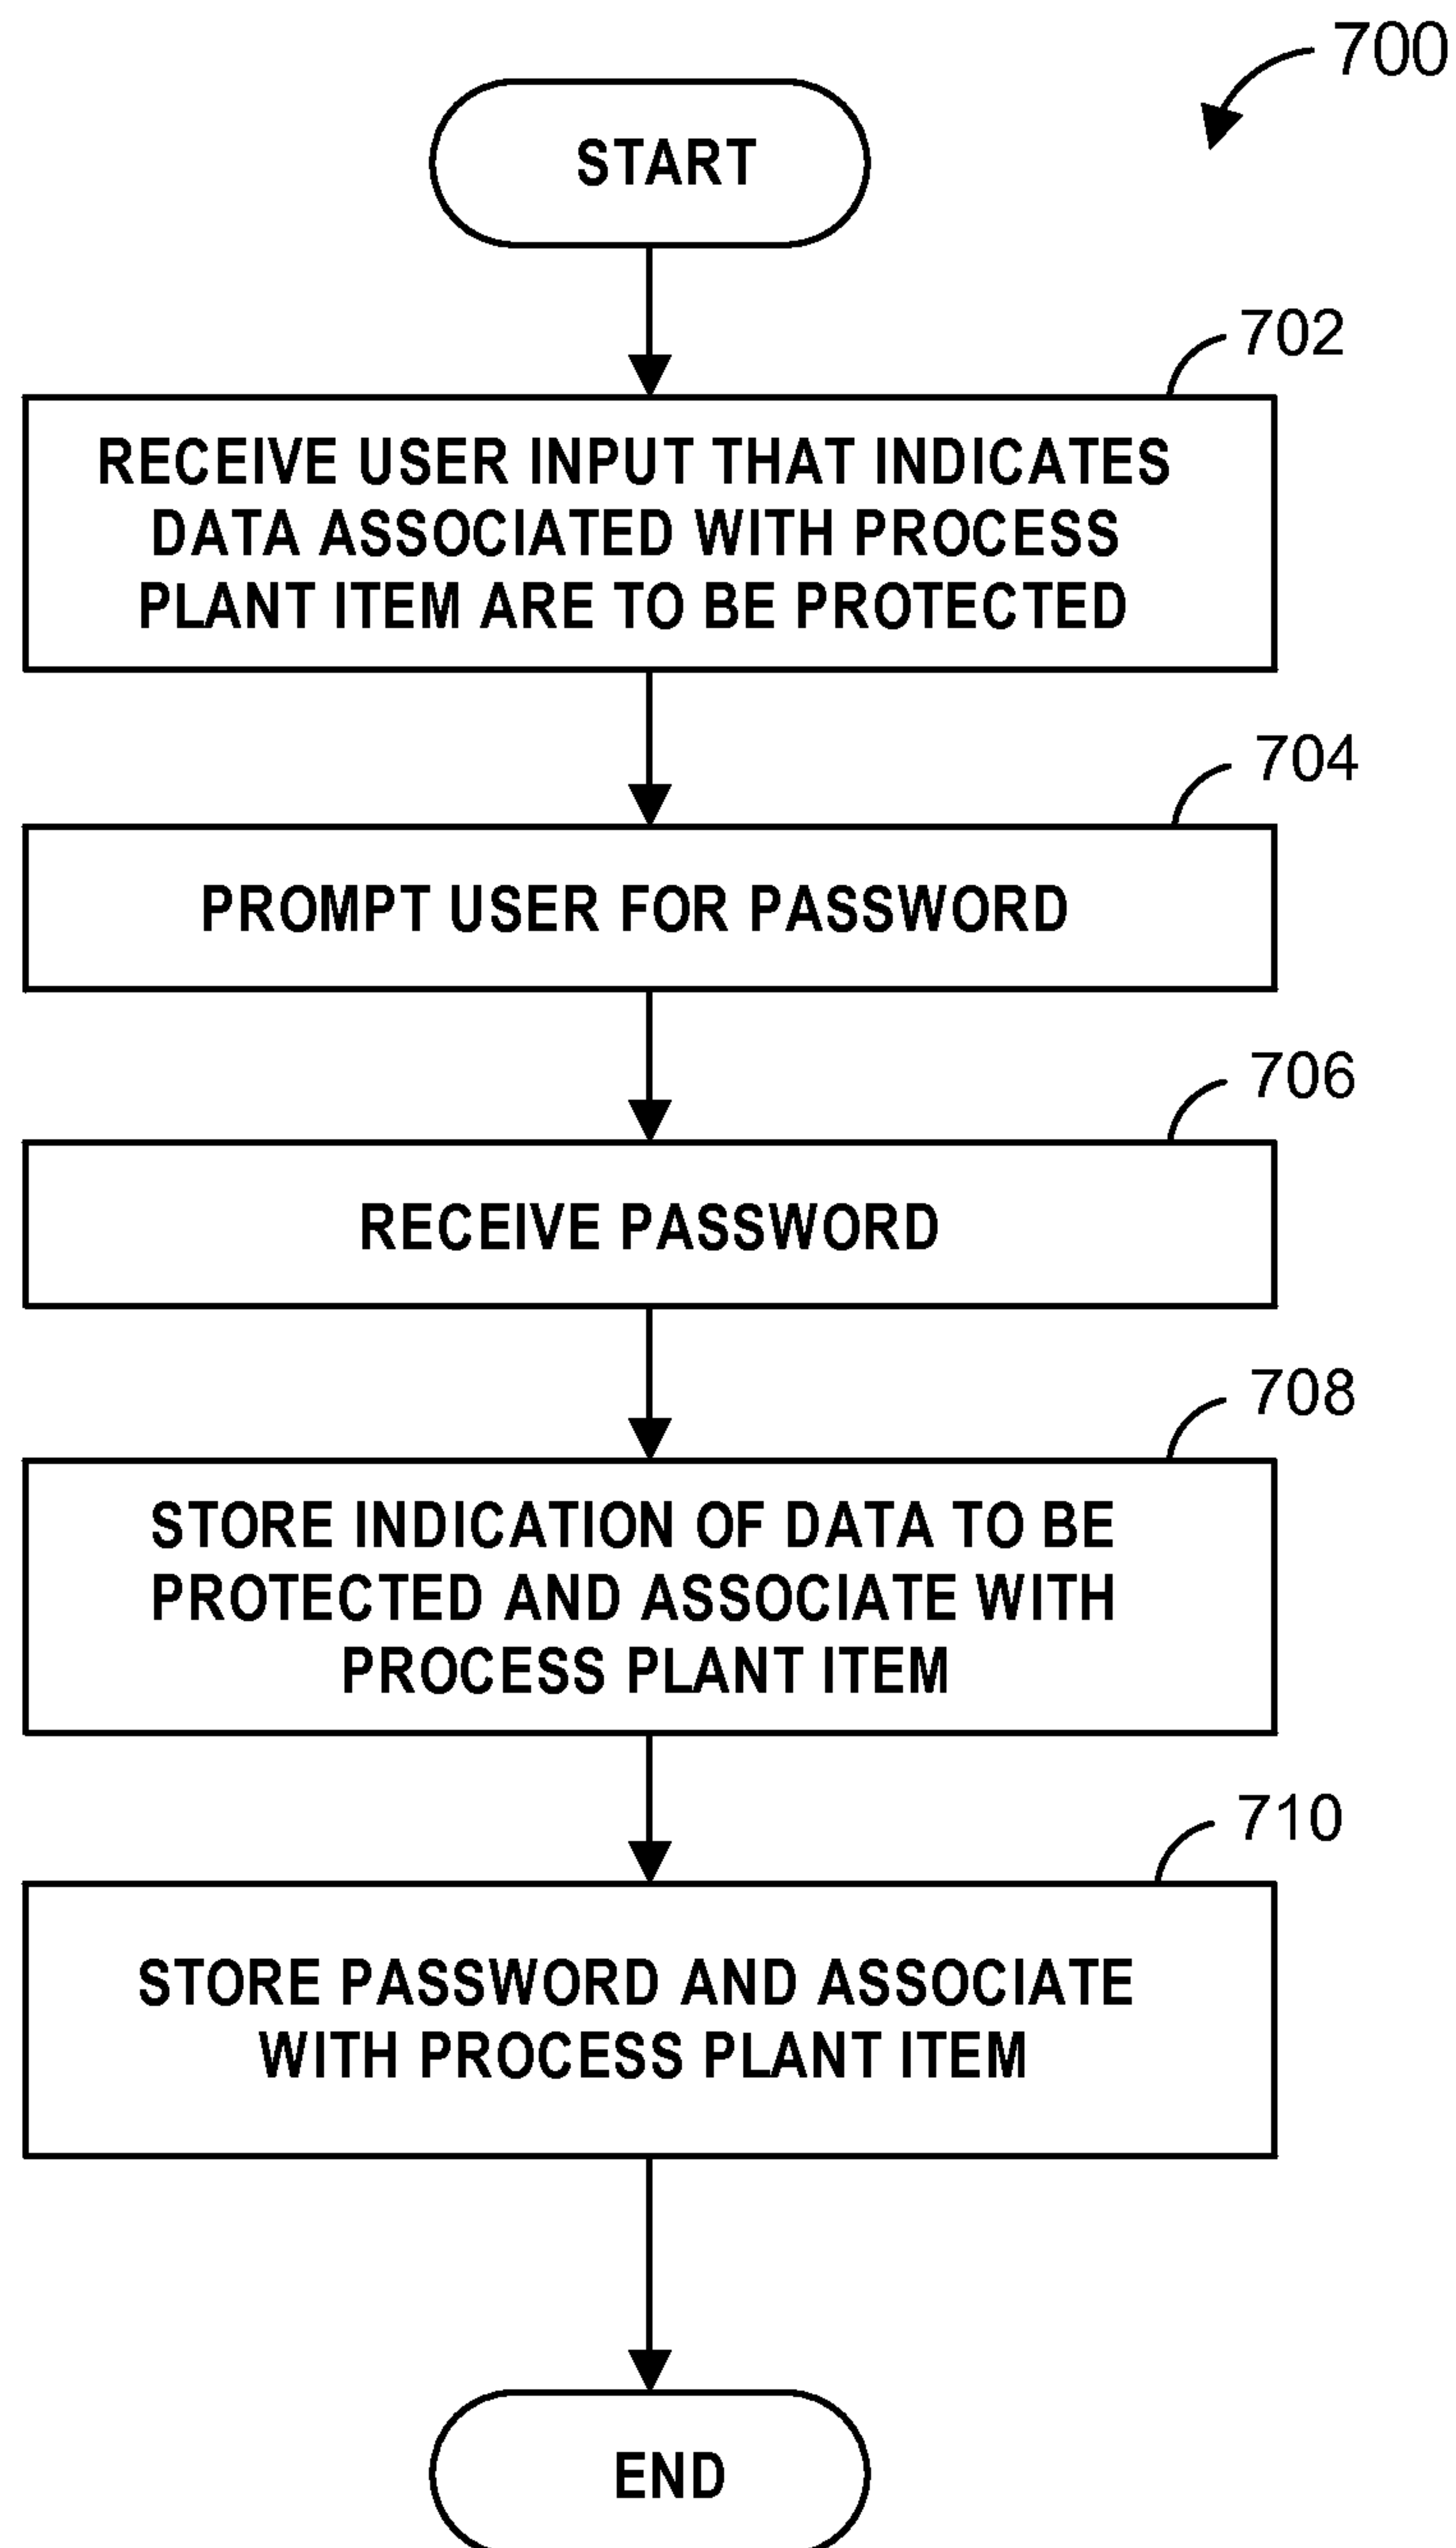 700
START
702
RECEIVE USER INPUT THAT INDICATES
DATA ASSOCIATED WITH PROCESS
PLANT ITEM ARE TO BE PROTECTED
704
PROMPT USER FOR PASSWORD
706
RECEIVE PASSWORD
708
STORE INDICATION OF DATA TO BE
PROTECTED AND ASSOCIATE WITH
PROCESS PLANT ITEM
710
STORE PASSWORD AND ASSOCIATE
WITH PROCESS PLANT ITEM
END